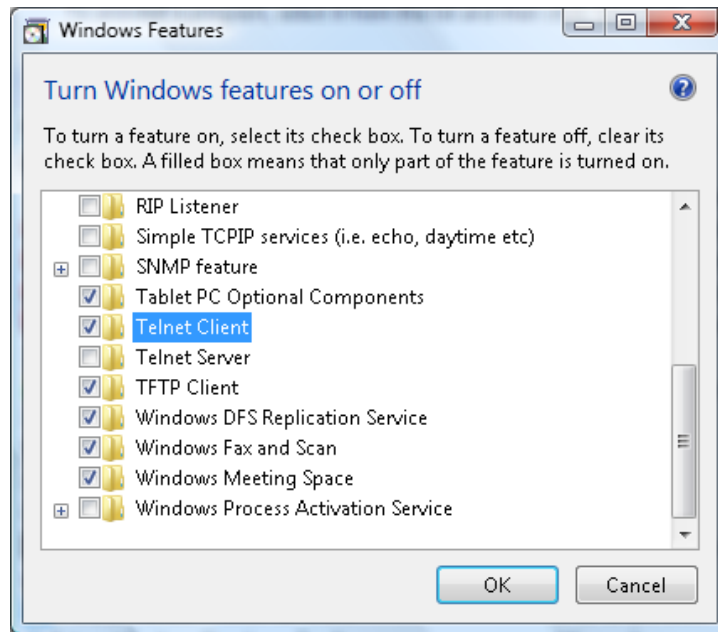 Windows Features
Turn Windows features on or off
To turn a feature on, select its check box. To turn a feature off, clear its
check box. A filled box means that only part of the feature is turned on.
RIP Listener
Simple TCPIP services (i.e. echo, daytime etc)
SNMP feature
Tablet PC Optional Components
Telnet Client
Telnet Server
TFTP Client
Windows DFS Replication Service
Windows Fax and Scan
Windows Meeting Space
Windows Process Activation Service
OK Cancel